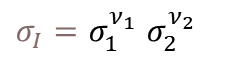 σ_I = σ_1^{ν_1} σ_2^{ν_2}